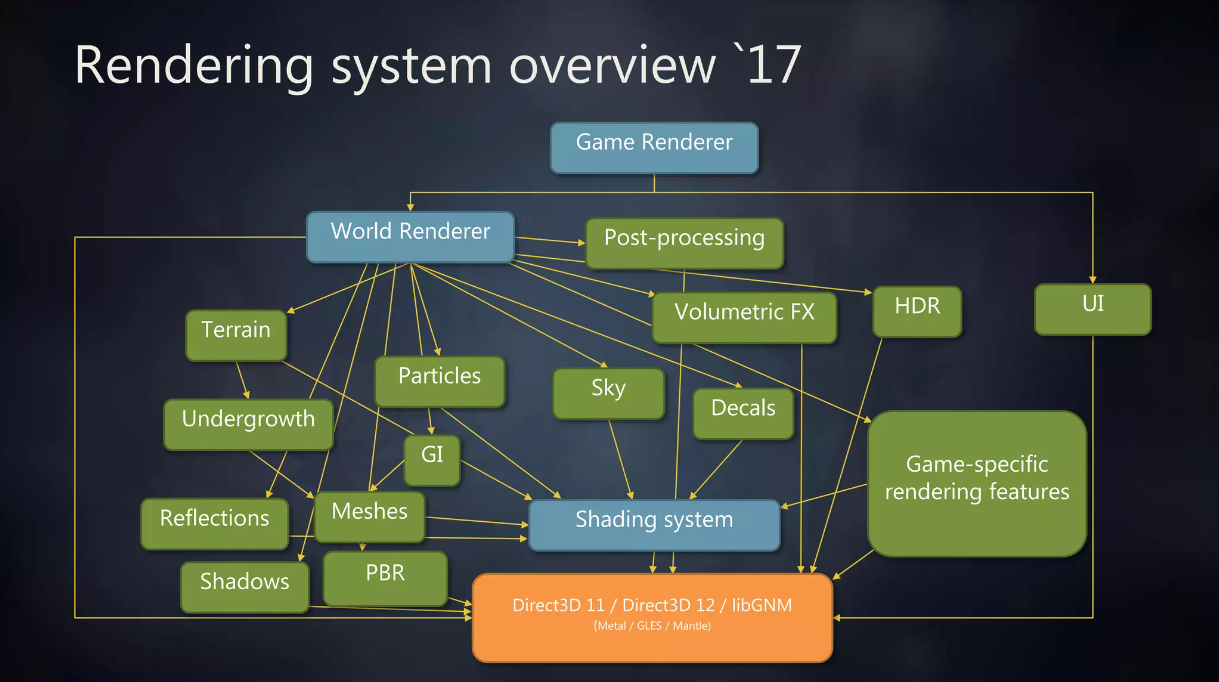 Rendering system overview `17
Game Renderer
World Renderer
Post-processing
Volumetric FX
HDR
UI
Terrain
Particles
Sky
Decals
Undergrowth
GI
Game-specific
rendering features
Reflections
Meshes
Shading system
Shadows
PBR
Direct3D 11 / Direct3D 12 / libGNM
(Metal / GLES / Mantle)